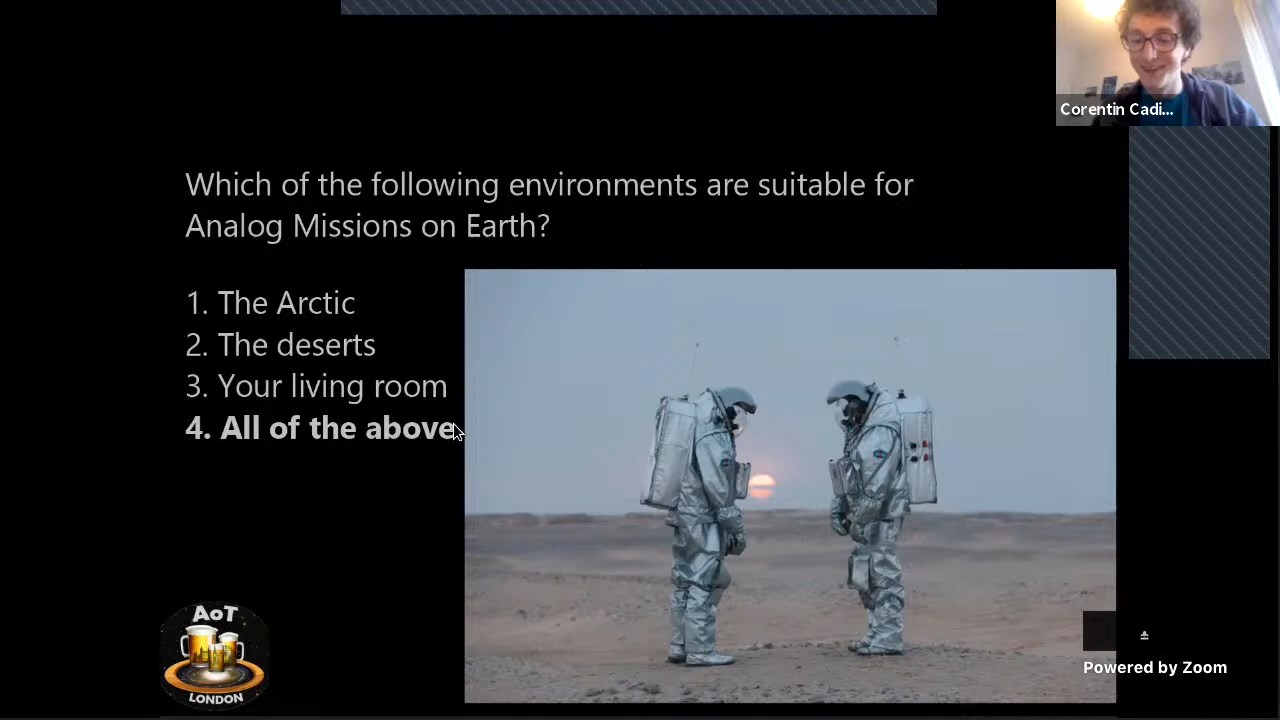 Corentin Cadi...
Which of the following environments are suitable for
Analog Missions on Earth?
1. The Arctic
2. The deserts
3. Your living room
4. All of the above
AoT
LONDON
Powered by Zoom